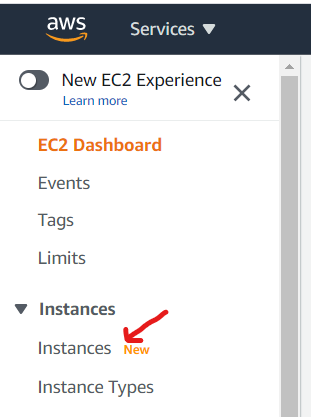 aws
Services
New EC2 Experience
Learn more
EC2 Dashboard
Events
Tags
Limits
Instances
Instances New
Instance Types